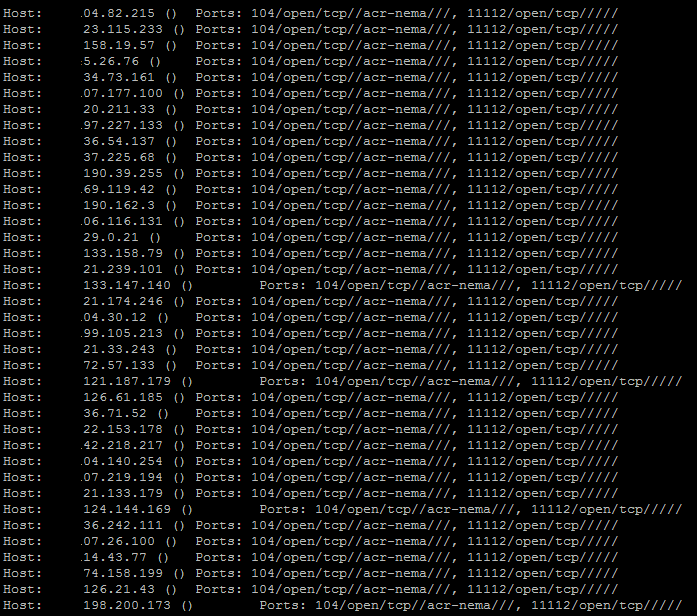 Host: 04.82.215 () Ports: 104/open/tcp//acr-nema///, 11112/open/tcp/////
Host: 23.115.233 () Ports: 104/open/tcp//acr-nema///, 11112/open/tcp/////
Host: 158.19.57 () Ports: 104/open/tcp//acr-nema///, 11112/open/tcp/////
Host: 5.26.76 () Ports: 104/open/tcp//acr-nema///, 11112/open/tcp/////
Host: 34.73.161 () Ports: 104/open/tcp//acr-nema///, 11112/open/tcp/////
Host: 07.177.100 () Ports: 104/open/tcp//acr-nema///, 11112/open/tcp/////
Host: 20.211.33 () Ports: 104/open/tcp//acr-nema///, 11112/open/tcp/////
Host: 97.227.133 () Ports: 104/open/tcp//acr-nema///, 11112/open/tcp/////
Host: 36.54.137 () Ports: 104/open/tcp//acr-nema///, 11112/open/tcp/////
Host: 37.225.68 () Ports: 104/open/tcp//acr-nema///, 11112/open/tcp/////
Host: 190.39.255 () Ports: 104/open/tcp//acr-nema///, 11112/open/tcp/////
Host: 69.119.42 () Ports: 104/open/tcp//acr-nema///, 11112/open/tcp/////
Host: 190.162.3 () Ports: 104/open/tcp//acr-nema///, 11112/open/tcp/////
Host: 06.116.131 () Ports: 104/open/tcp//acr-nema///, 11112/open/tcp/////
Host: 29.0.21 () Ports: 104/open/tcp//acr-nema///, 11112/open/tcp/////
Host: 133.158.79 () Ports: 104/open/tcp//acr-nema///, 11112/open/tcp/////
Host: 21.239.101 () Ports: 104/open/tcp//acr-nema///, 11112/open/tcp/////
Host: 133.147.140 () Ports: 104/open/tcp//acr-nema///, 11112/open/tcp/////
Host: 21.174.246 () Ports: 104/open/tcp//acr-nema///, 11112/open/tcp/////
Host: 04.30.12 () Ports: 104/open/tcp//acr-nema///, 11112/open/tcp/////
Host: 99.105.213 () Ports: 104/open/tcp//acr-nema///, 11112/open/tcp/////
Host: 21.33.243 () Ports: 104/open/tcp//acr-nema///, 11112/open/tcp/////
Host: 72.57.133 () Ports: 104/open/tcp//acr-nema///, 11112/open/tcp/////
Host: 121.187.179 () Ports: 104/open/tcp//acr-nema///, 11112/open/tcp/////
Host: 126.61.185 () Ports: 104/open/tcp//acr-nema///, 11112/open/tcp/////
Host: 36.71.52 () Ports: 104/open/tcp//acr-nema///, 11112/open/tcp/////
Host: 22.153.178 () Ports: 104/open/tcp//acr-nema///, 11112/open/tcp/////
Host: 42.218.217 () Ports: 104/open/tcp//acr-nema///, 11112/open/tcp/////
Host: 04.140.254 () Ports: 104/open/tcp//acr-nema///, 11112/open/tcp/////
Host: 07.219.194 () Ports: 104/open/tcp//acr-nema///, 11112/open/tcp/////
Host: 21.133.179 () Ports: 104/open/tcp//acr-nema///, 11112/open/tcp/////
Host: 124.144.169 () Ports: 104/open/tcp//acr-nema///, 11112/open/tcp/////
Host: 36.242.111 () Ports: 104/open/tcp//acr-nema///, 11112/open/tcp/////
Host: 07.26.100 () Ports: 104/open/tcp//acr-nema///, 11112/open/tcp/////
Host: 14.43.77 () Ports: 104/open/tcp//acr-nema///, 11112/open/tcp/////
Host: 74.158.199 () Ports: 104/open/tcp//acr-nema///, 11112/open/tcp/////
Host: 126.21.43 () Ports: 104/open/tcp//acr-nema///, 11112/open/tcp/////
Host: 198.200.173 () Ports: 104/open/tcp//acr-nema///, 11112/open/tcp/////